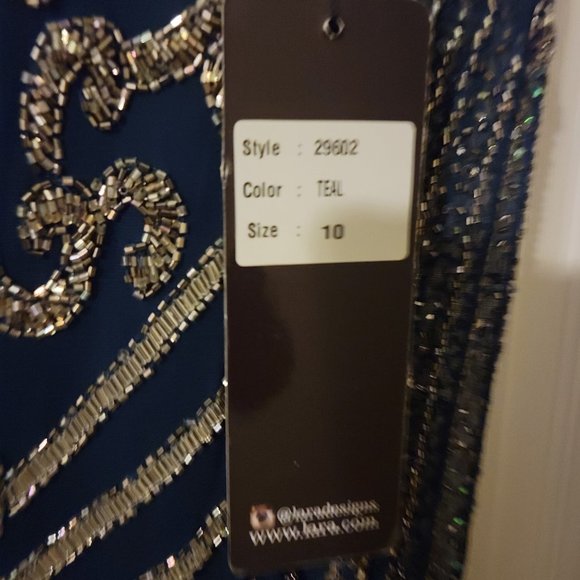 Style : 29602
Color : TEAL
Size : 10
@laradesigns
www.lara.com